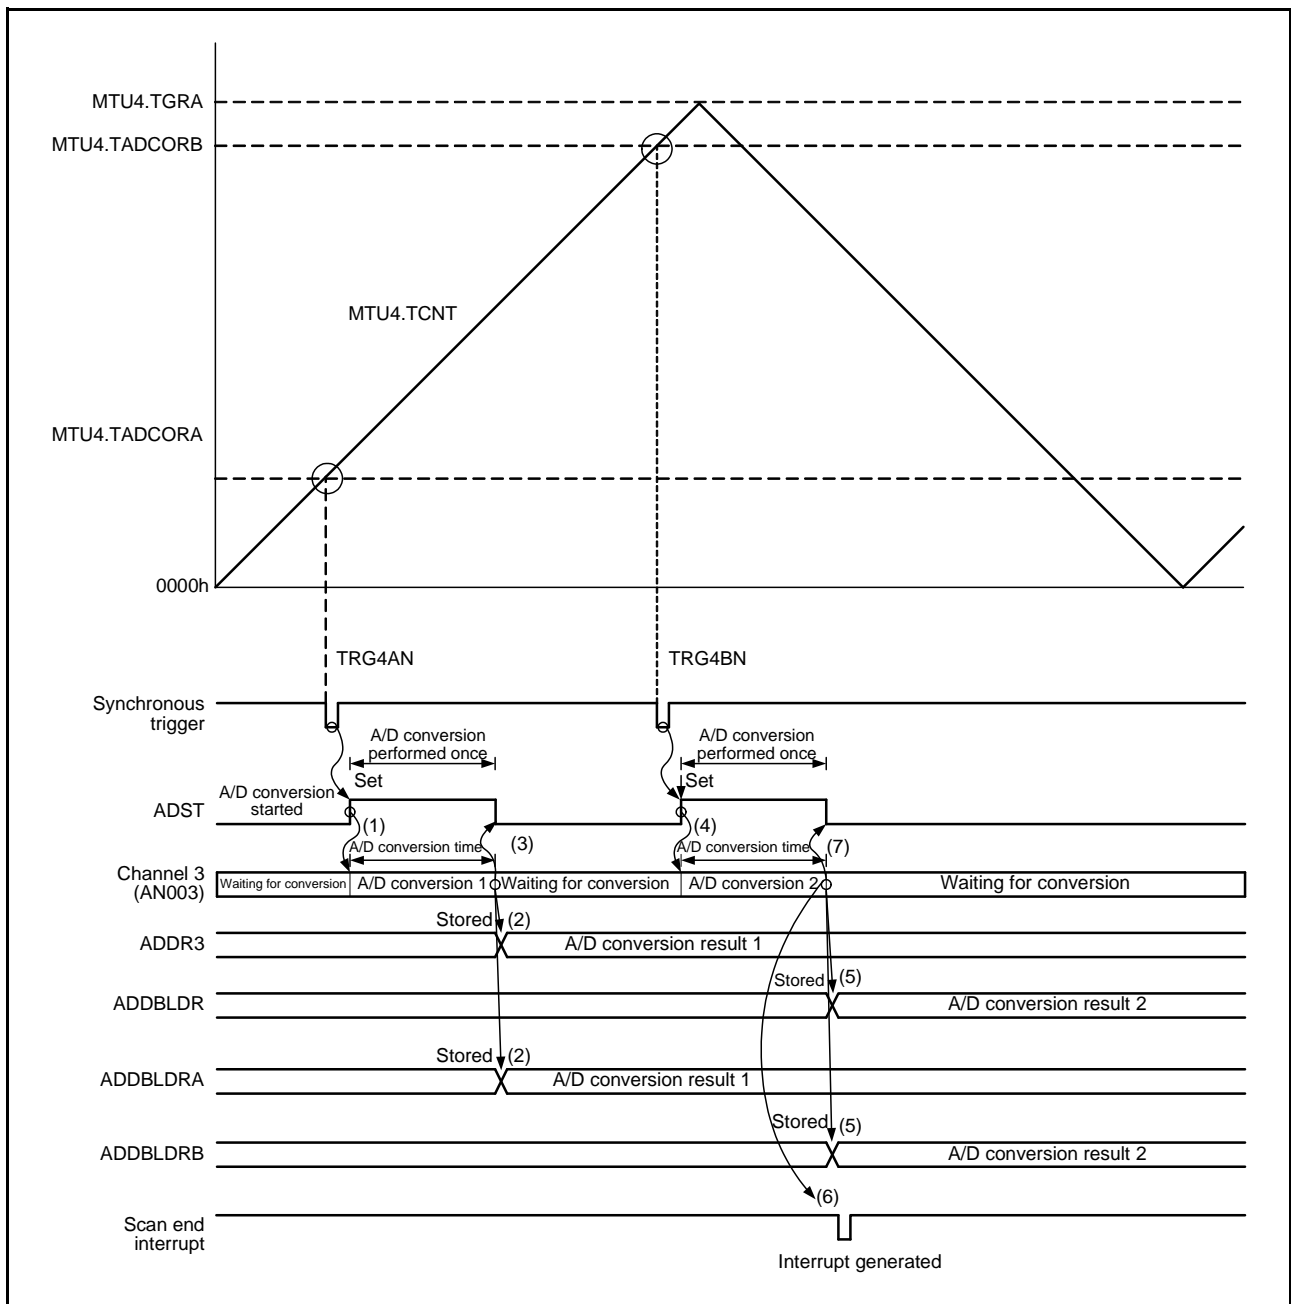 MTU4.TGRA
MTU4.TADCORB
MTU4.TCNT
MTU4.TADCORA
0000h
TRG4AN
TRG4BN
Synchronous
trigger
A/D conversion
performed once
A/D conversion
performed once
Set
Set
A/D conversion
started
ADST
(1)
(3)
(4)
(7)
A/D conversion time
A/D conversion time
Channel 3
(AN003)
Waiting for conversion
A/D conversion 1
Waiting for conversion
A/D conversion 2
Waiting for conversion
Stored (2)
ADDR3
A/D conversion result 1
Stored (5)
ADDBLDR
A/D conversion result 2
Stored (2)
ADDBLDRA
A/D conversion result 1
Stored (5)
ADDBLDRB
A/D conversion result 2
(6)
Scan end
interrupt
Interrupt generated